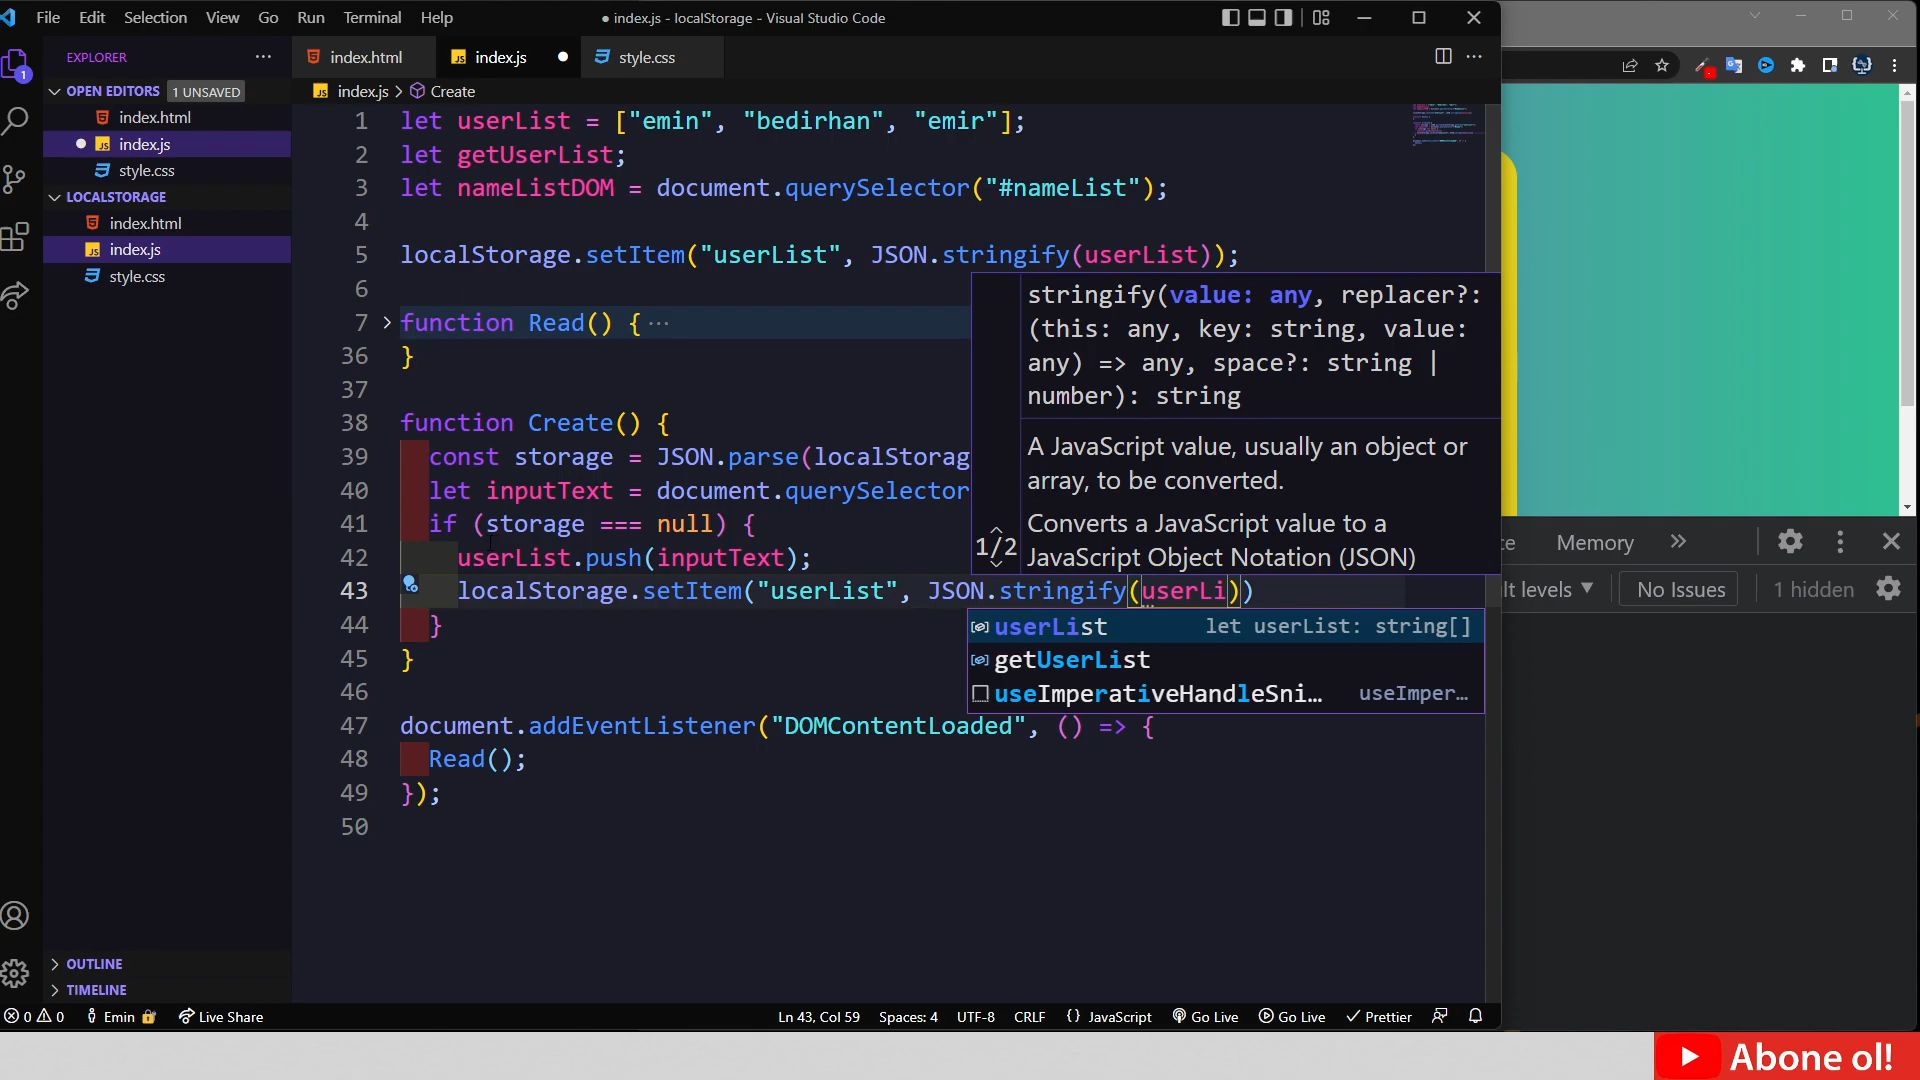 File Edit Selection View Go Run Terminal Help
● index.js - localStorage - Visual Studio Code
EXPLORER
index.html
index.js
style.css
OPEN EDITORS 1 UNSAVED
index.js > Create
index.html
index.js
style.css
LOCALSTORAGE
index.html
index.js
style.css
1 let userList = ["emin", "bedirhan", "emir"];
2 let getUserList;
3 let nameListDOM = document.querySelector("#nameList");
4
5 localStorage.setItem("userList", JSON.stringify(userList));
6
7 function Read() { ···
36 }
37
38 function Create() {
39 const storage = JSON.parse(localStorag
40 let inputText = document.querySelector
41 if (storage === null) {
42 userList.push(inputText);
43 localStorage.setItem("userList", JSON.stringify(userLi))
44 }
45 }
46
47 document.addEventListener("DOMContentLoaded", () => {
48 Read();
49 });
50
stringify(value: any, replacer?:
(this: any, key: string, value:
any) => any, space?: string |
number): string
A JavaScript value, usually an object or
array, to be converted.
1/2
Converts a JavaScript value to a
JavaScript Object Notation (JSON)
userList let userList: string[]
getUserList
useImperativeHandleSni… useImper…
Memory
lt levels ▼ No Issues 1 hidden
OUTLINE
TIMELINE
1
0 0 Emin Live Share
Ln 43, Col 59 Spaces: 4 UTF-8 CRLF {} JavaScript Go Live Go Live Prettier
Abone ol!